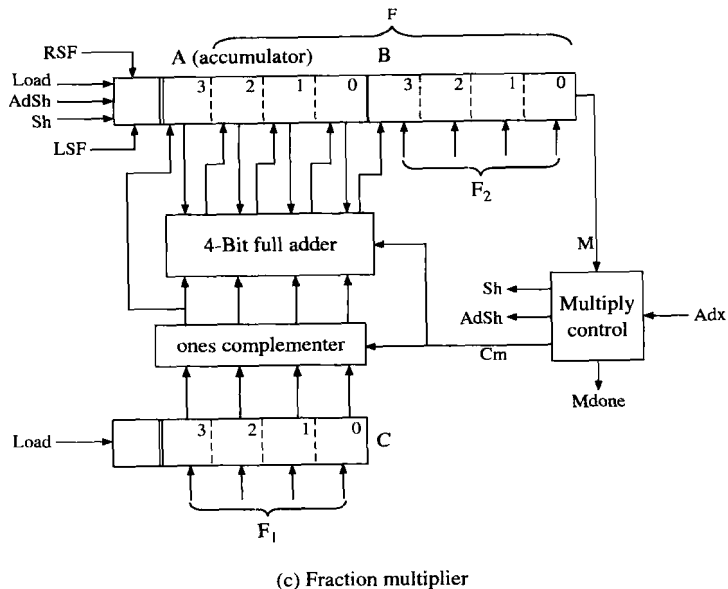 F
RSF
A (accumulator)
B
Load
AdSh
Sh
3 2 1 0 3 2 1 0
LSF
F2
4-Bit full adder
M
Sh
AdSh
Multiply
control
Adx
ones complementer
Cm
Mdone
Load
3 2 1 0
C
F1
(c) Fraction multiplier